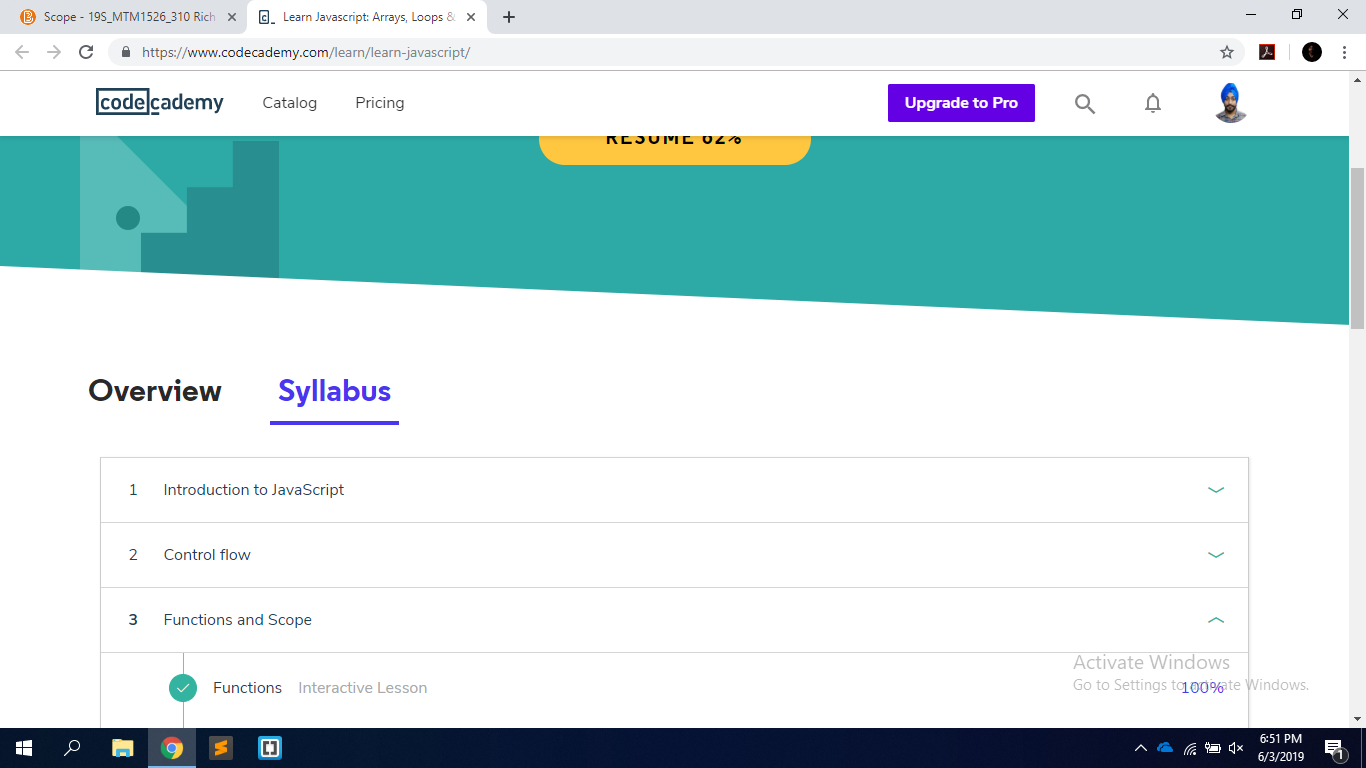 Scope - 19S_MTM1526_310 Rich
Learn Javascript: Arrays, Loops &
https://www.codecademy.com/learn/learn-javascript/
codecademy
Catalog
Pricing
Upgrade to Pro
RESUME 62%
Overview
Syllabus
1 Introduction to JavaScript
2 Control flow
3 Functions and Scope
Functions Interactive Lesson 100%
Activate Windows
Go to Settings to activate Windows.
6:51 PM
6/3/2019
1